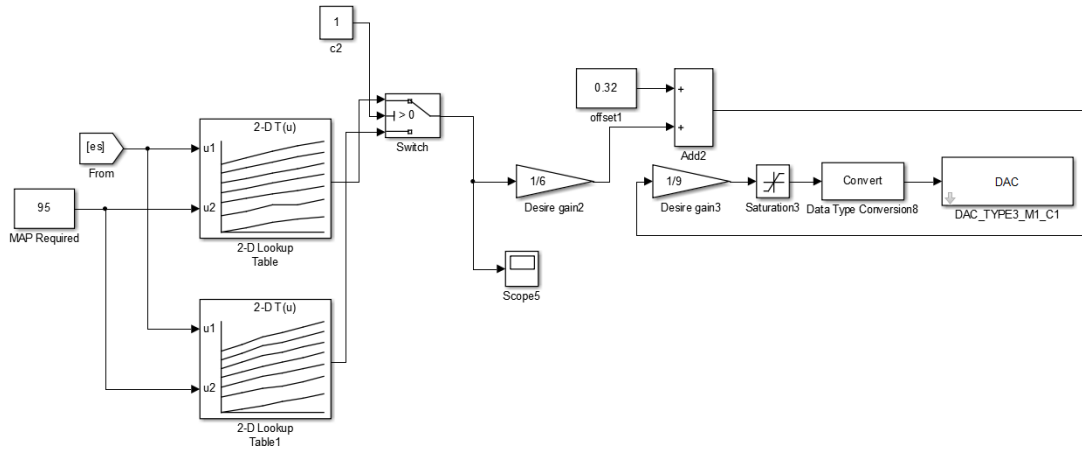 1
c2
2-D T(u)
[es]
From
u1
u2
95
MAP Required
2-D Lookup
Table
> 0
Switch
0.32
offset1
+
+
Add2
1/6
Desire gain2
1/9
Desire gain3
Saturation3
Convert
Data Type Conversion8
DAC
DAC_TYPE3_M1_C1
Scope5
2-D T(u)
u1
u2
2-D Lookup
Table1